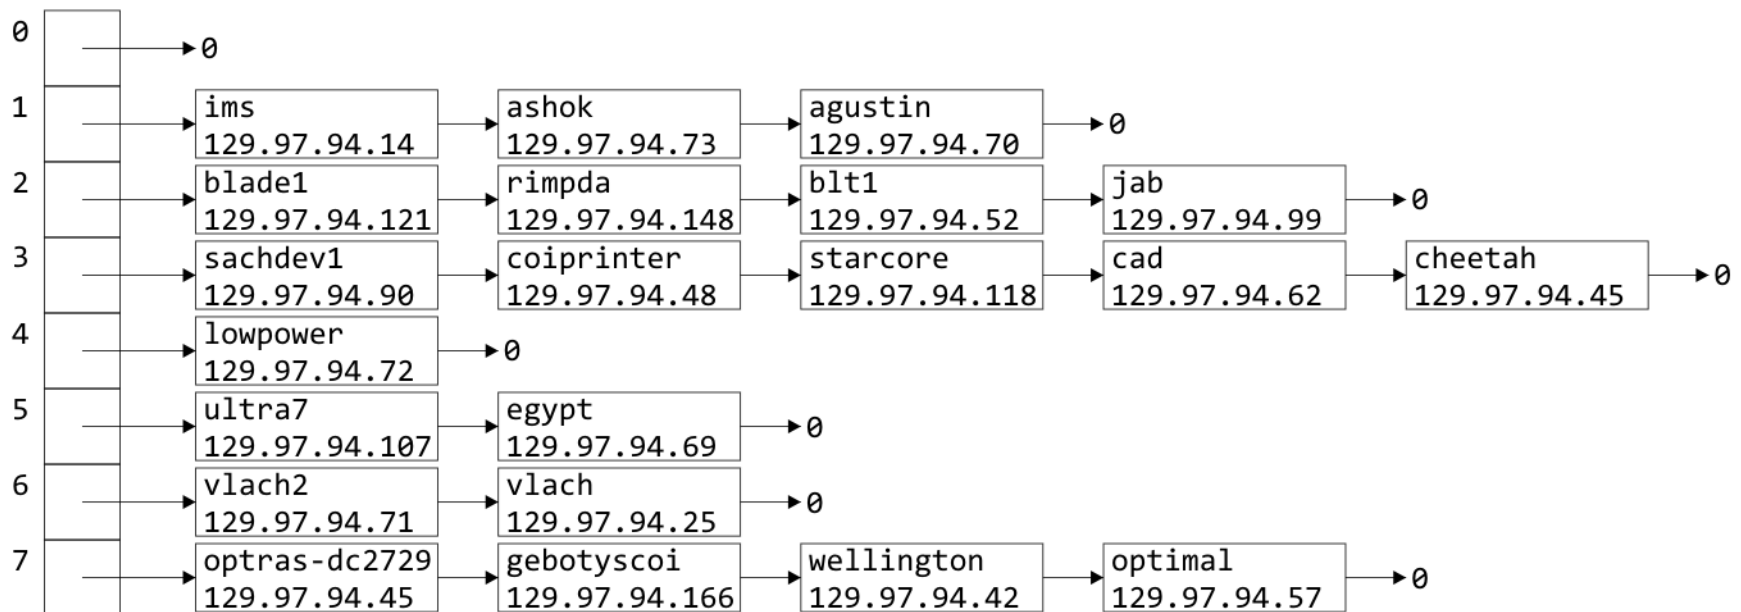 0
0
1
ims
129.97.94.14
ashok
129.97.94.73
agustin
129.97.94.70
0
2
blade1
129.97.94.121
rimpda
129.97.94.148
blt1
129.97.94.52
jab
129.97.94.99
0
3
sachdev1
129.97.94.90
coiprinter
129.97.94.48
starcore
129.97.94.118
cad
129.97.94.62
cheetah
129.97.94.45
0
4
lowpower
129.97.94.72
0
5
ultra7
129.97.94.107
egypt
129.97.94.69
0
6
vlach2
129.97.94.71
vlach
129.97.94.25
0
7
optras-dc2729
129.97.94.45
gebotyscoi
129.97.94.166
wellington
129.97.94.42
optimal
129.97.94.57
0